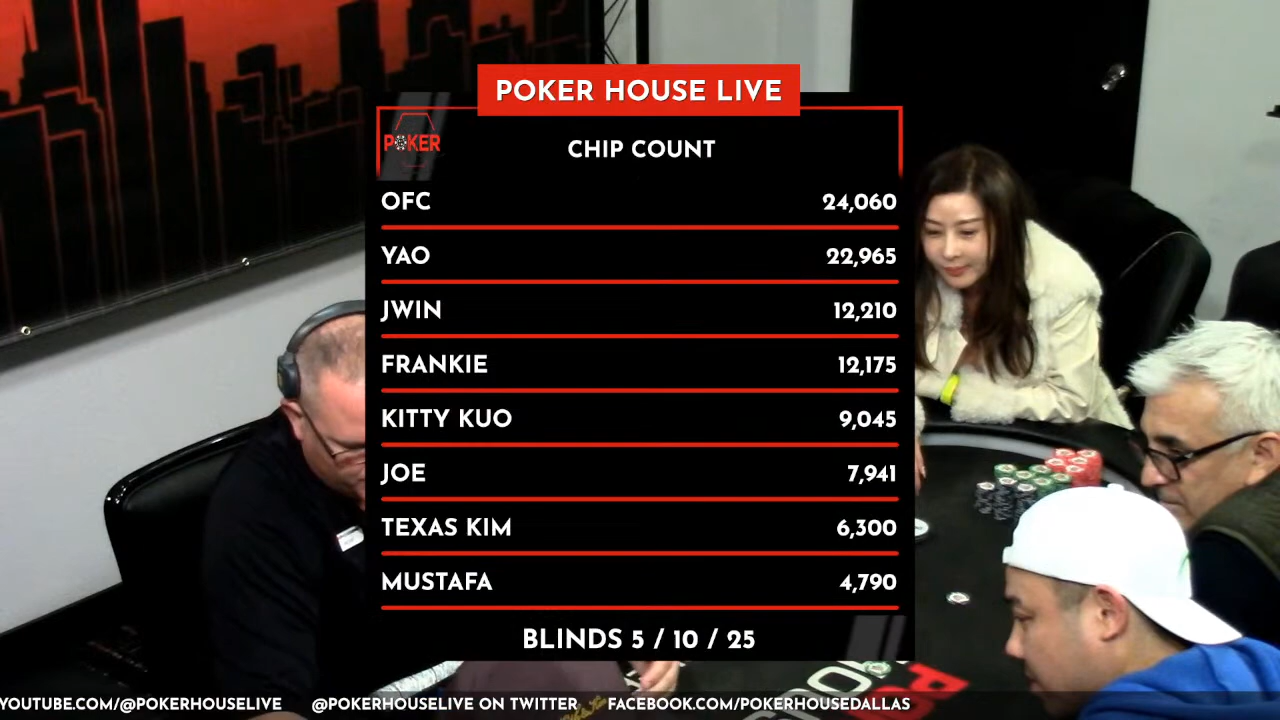 POKER HOUSE LIVE
POKER
CHIP COUNT
OFC 24,060
YAO 22,965
JWIN 12,210
FRANKIE 12,175
KITTY KUO 9,045
JOE 7,941
TEXAS KIM 6,300
MUSTAFA 4,790
BLINDS 5 / 10 / 25
YOUTUBE.COM/@POKERHOUSELIVE @POKERHOUSELIVE ON TWITTER FACEBOOK.COM/POKERHOUSEDALLAS